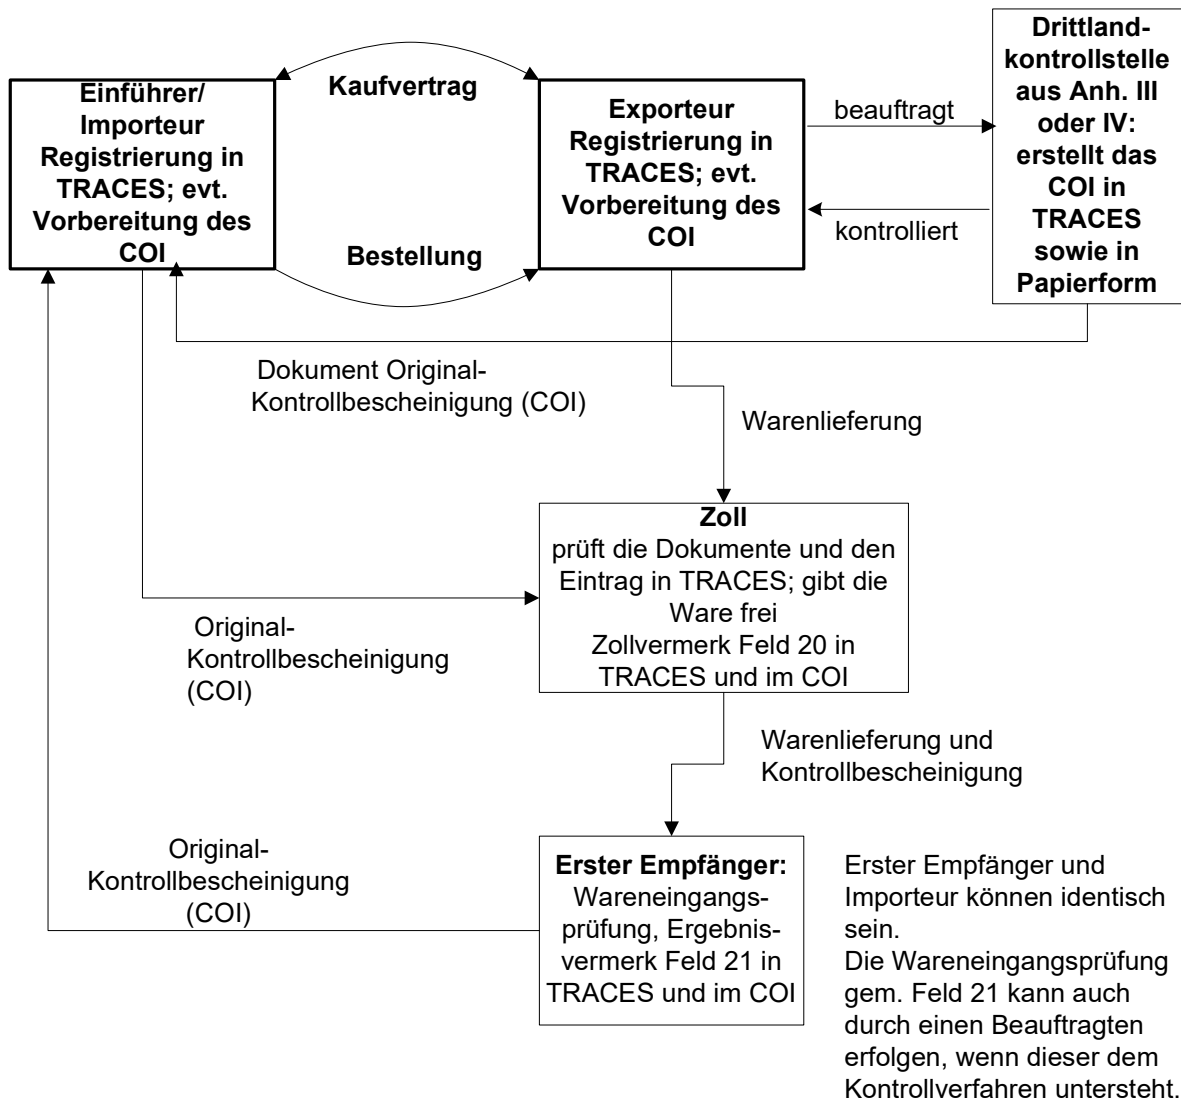 Einführer/
Importeur
Registrierung in
TRACES; evt.
Vorbereitung des
COI
Kaufvertrag
Bestellung
Exporteur
Registrierung in
TRACES; evt.
Vorbereitung des
COI
beauftragt
kontrolliert
Drittland-
kontrollstelle
aus Anh. III
oder IV:
erstellt das
COI in
TRACES
sowie in
Papierform
Dokument Original-
Kontrollbescheinigung (COI)
Warenlieferung
Zoll
prüft die Dokumente und den
Eintrag in TRACES; gibt die
Ware frei
Zollvermerk Feld 20 in
TRACES und im COI
Original-
Kontrollbescheinigung
(COI)
Warenlieferung und
Kontrollbescheinigung
Original-
Kontrollbescheinigung
(COI)
Erster Empfänger:
Wareneingangs-
prüfung, Ergebnis-
vermerk Feld 21 in
TRACES und im COI
Erster Empfänger und
Importeur können identisch
sein.
Die Wareneingangsprüfung
gem. Feld 21 kann auch
durch einen Beauftragten
erfolgen, wenn dieser dem
Kontrollverfahren untersteht.